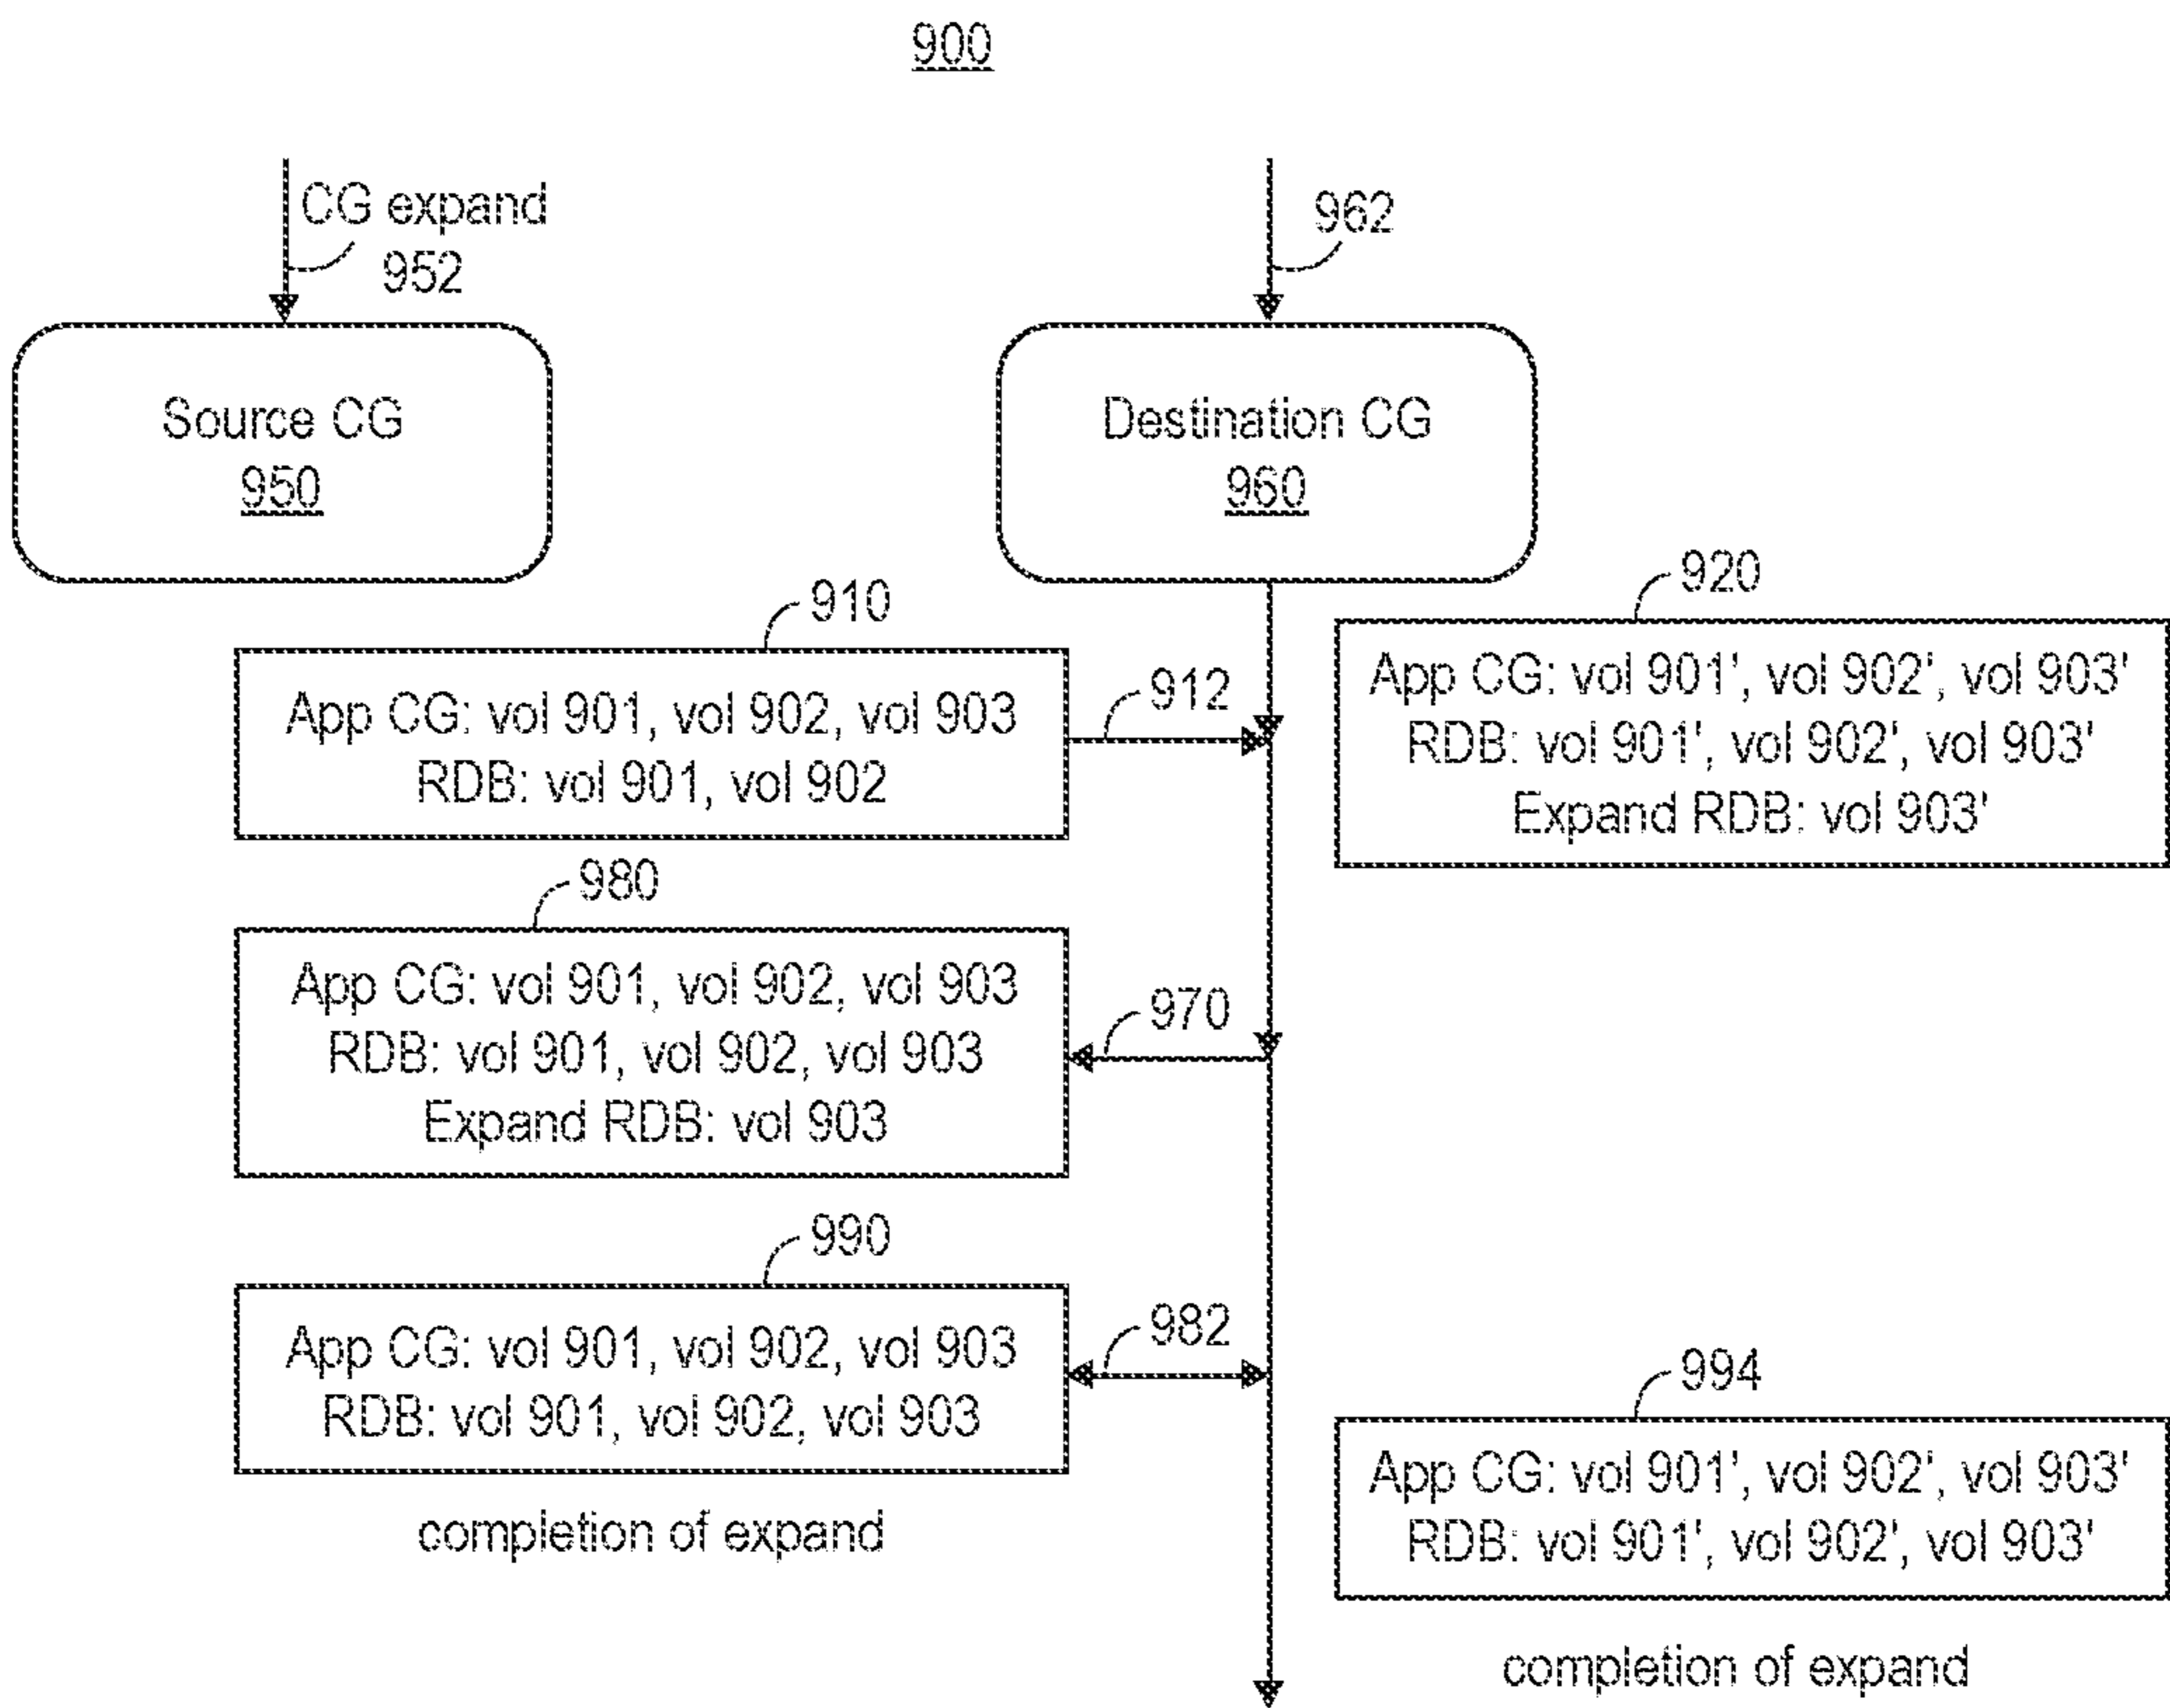 900
CG expand
952
962
Source CG
950
Destination CG
960
910
App CG: vol 901, vol 902, vol 903
RDB: vol 901, vol 902
912
920
App CG: vol 901', vol 902', vol 903'
RDB: vol 901', vol 902', vol 903'
Expand RDB: vol 903'
980
App CG: vol 901, vol 902, vol 903
RDB: vol 901, vol 902, vol 903
Expand RDB: vol 903
970
990
App CG: vol 901, vol 902, vol 903
RDB: vol 901, vol 902, vol 903
982
completion of expand
994
App CG: vol 901', vol 902', vol 903'
RDB: vol 901', vol 902', vol 903'
completion of expand